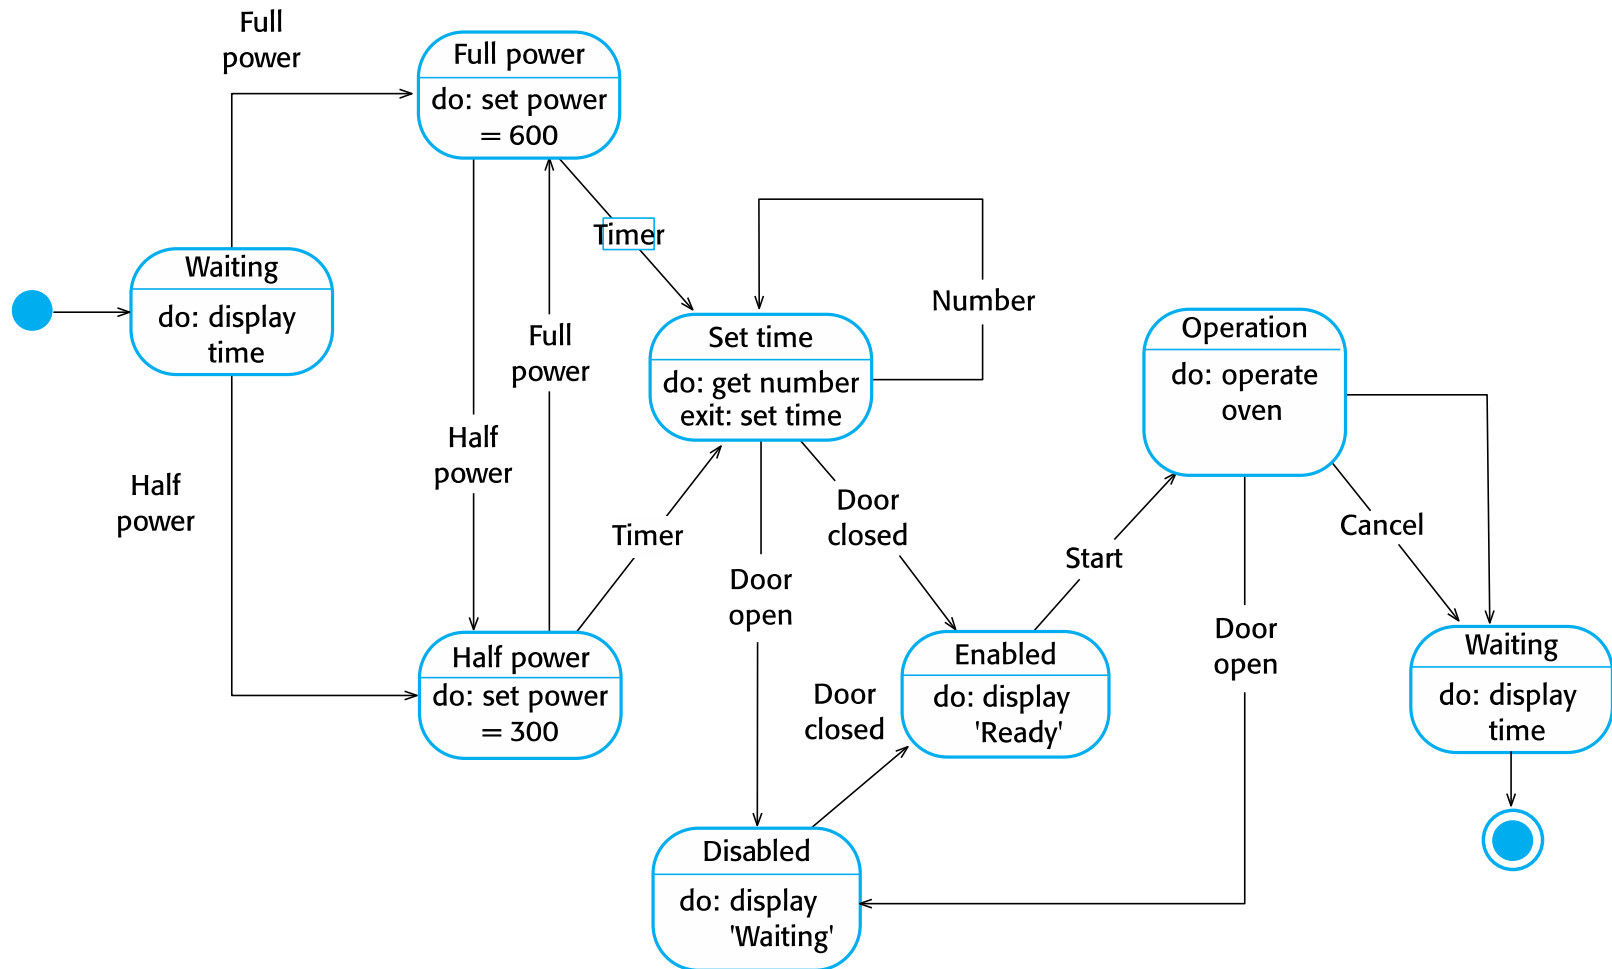 Full
power
Full power
do: set power
= 600
Timer
Waiting
do: display
time
Number
Full
power
Set time
do: get number
exit: set time
Operation
do: operate
oven
Half
power
Half
power
Timer
Door
closed
Door
open
Start
Cancel
Door
open
Half power
do: set power
= 300
Door
closed
Enabled
do: display
'Ready'
Waiting
do: display
time
Disabled
do: display
'Waiting'